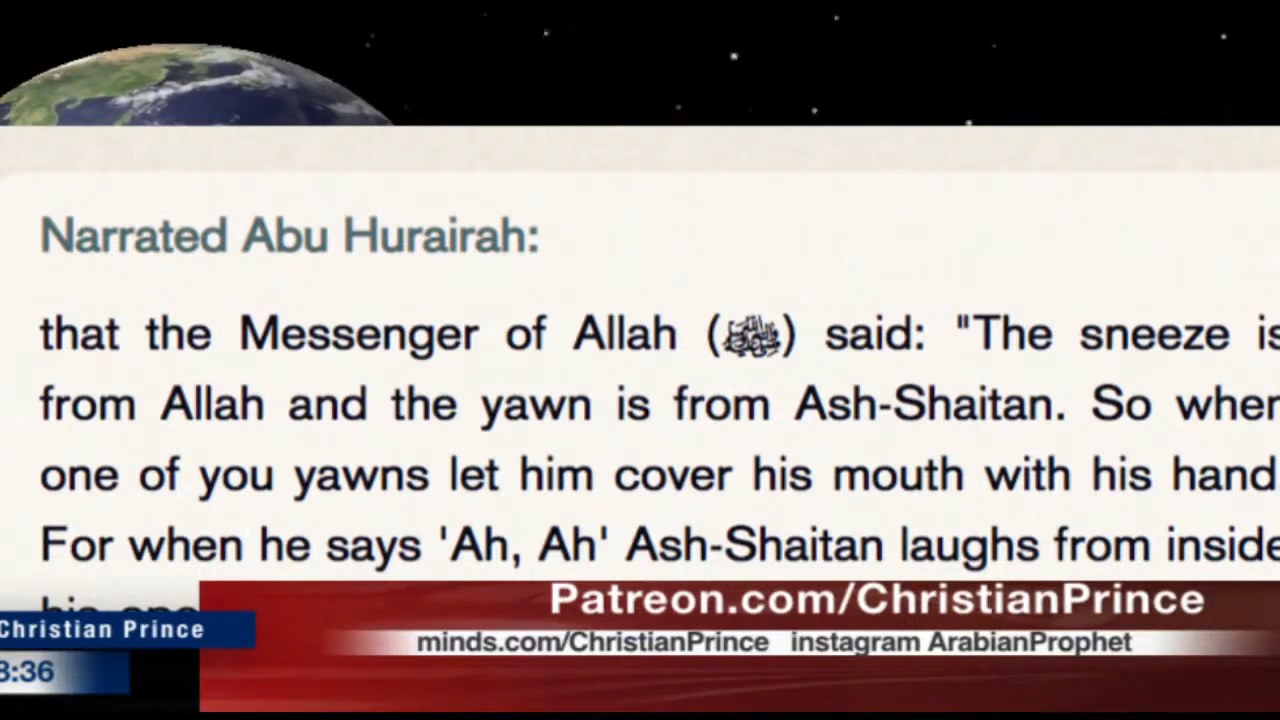 Narrated Abu Hurairah:
that the Messenger of Allah (ﷺ) said: "The sneeze is
from Allah and the yawn is from Ash-Shaitan. So when
one of you yawns let him cover his mouth with his hand.
For when he says 'Ah, Ah' Ash-Shaitan laughs from inside
his
Patreon.com/ChristianPrince
Christian Prince
minds.com/ChristianPrince instagram ArabianProphet
8:36